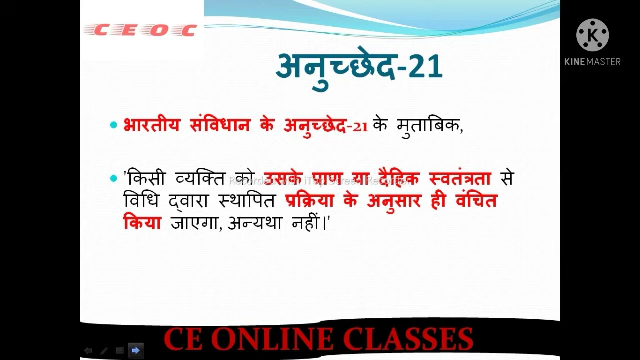 CEOC
KINEMASTER
अनुच्छेद-21
भारतीय संविधान के अनुच्छेद-21 के मुताबिक,
'किसी व्यक्ति को उसके पाण या दैहिक स्वतंत्रता से
विधि द्वारा स्थापित प्रक्रिया के अनुसार ही वंचित
किया जाएगा, अन्यथा नहीं।'
CE ONLINE CLASSES